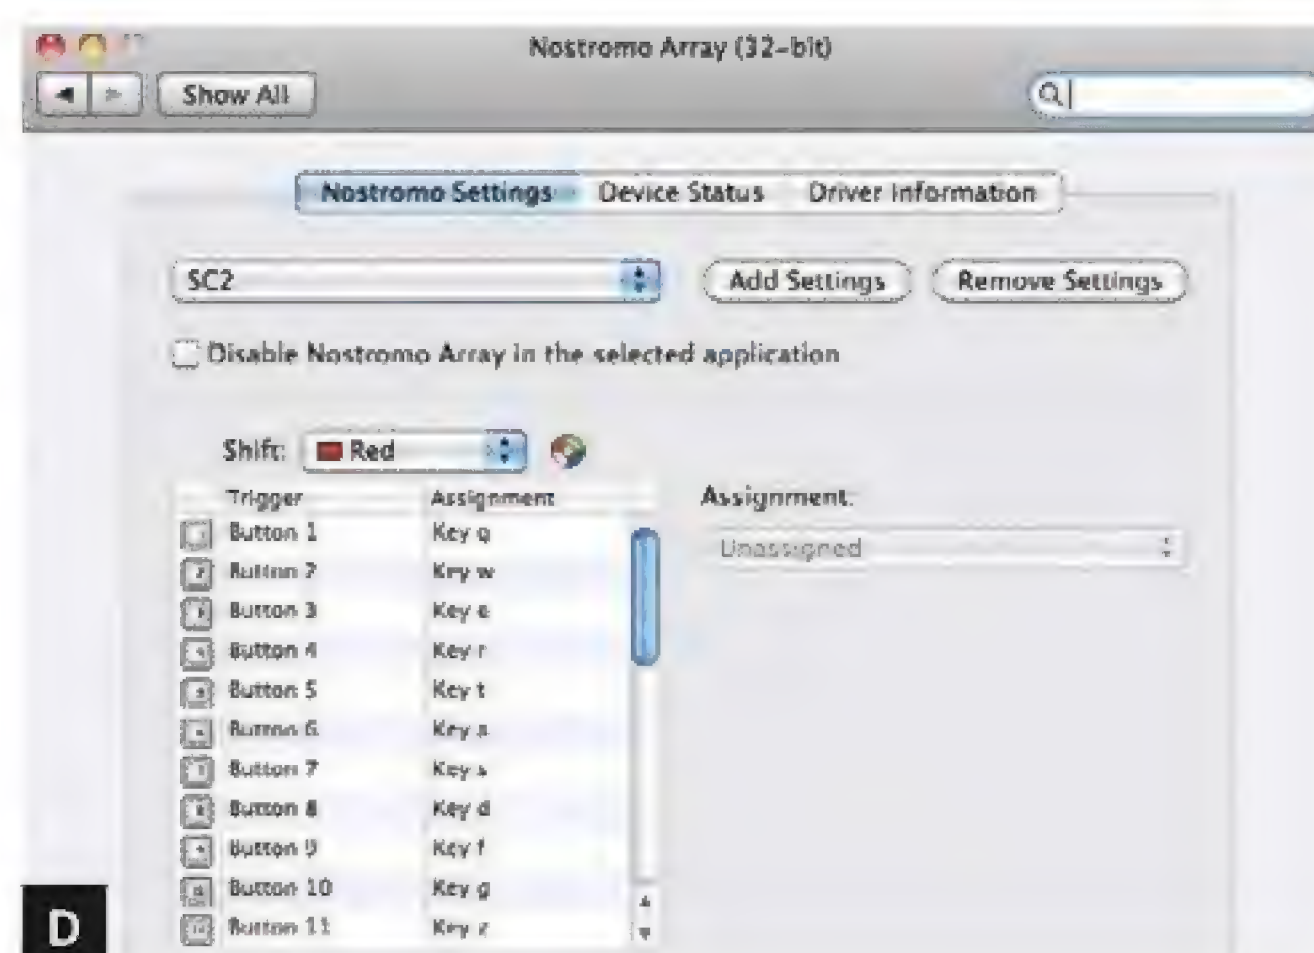 Nostromo Array (32-bit)
Show All
Nostromo Settings Device Status Driver Information
SC2 Add Settings Remove Settings
Disable Nostromo Array in the selected application
Shift: Red
Trigger Assignment Assignment:
Button 1 Key q Unassigned
Button 2 Key w
Button 3 Key e
Button 4 Key r
Button 5 Key t
Button 6 Key a
Button 7 Key s
Button 8 Key d
Button 9 Key f
Button 10 Key g
Button 11 Key z
D